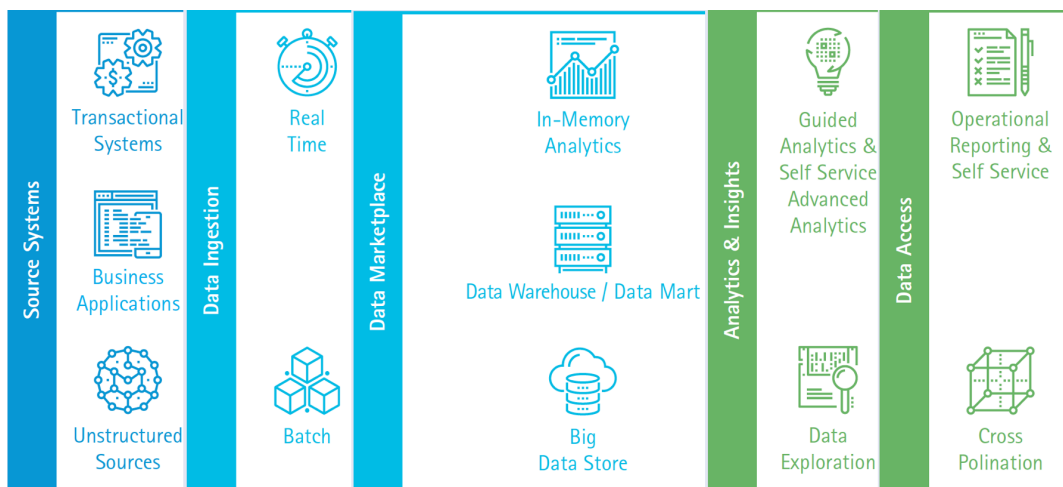 Source Systems
Transactional
Systems
Business
Applications
Unstructured
Sources
Data Ingestion
Real
Time
Batch
Data Marketplace
In-Memory
Analytics
Data Warehouse / Data Mart
Big
Data Store
Analytics & Insights
Guided
Analytics &
Self Service
Advanced
Analytics
Data
Exploration
Data Access
Operational
Reporting &
Self Service
Cross
Polination